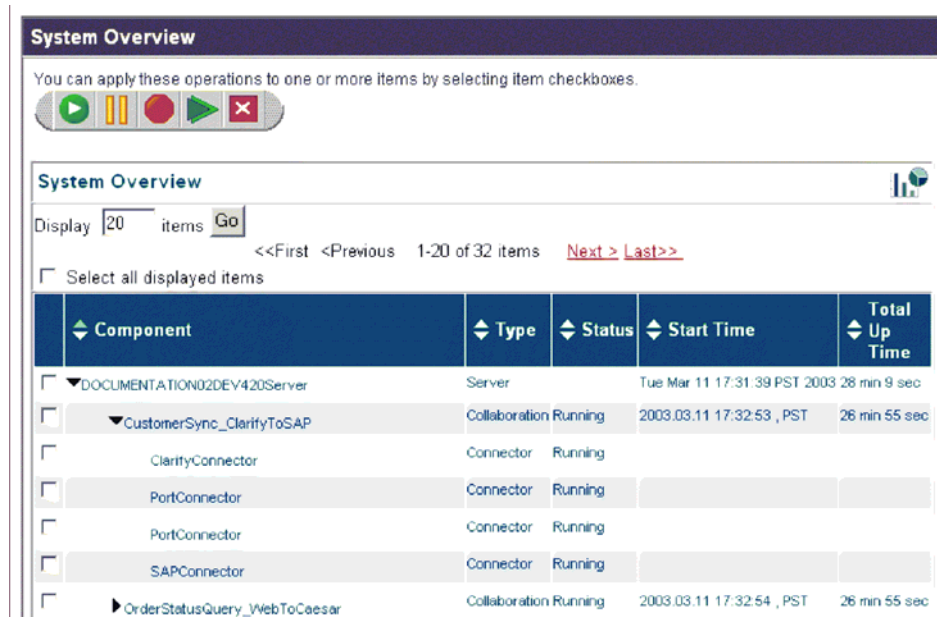 System Overview
You can apply these operations to one or more items by selecting item checkboxes.
System Overview
Display 20 items Go
<<First <Previous 1-20 of 32 items Next > Last>>
Select all displayed items
Component Type Status Start Time Total Up Time
DOCUMENTATION02DEV420Server Server Tue Mar 11 17:31:39 PST 2003 28 min 9 sec
CustomerSync_ClarifyToSAP Collaboration Running 2003.03.11 17:32:53 , PST 26 min 55 sec
ClarifyConnector Connector Running
PortConnector Connector Running
PortConnector Connector Running
SAPConnector Connector Running
OrderStatusQuery_WebToCaesar Collaboration Running 2003.03.11 17:32:54 , PST 26 min 55 sec